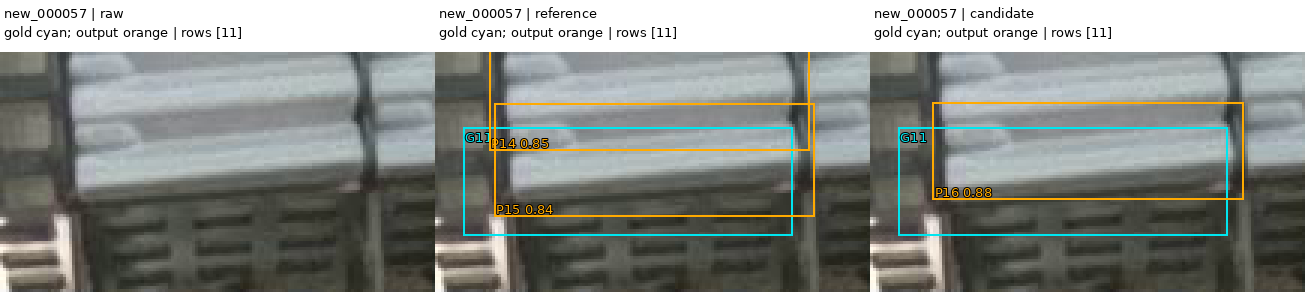 new_000057 | raw
gold cyan; output orange | rows [11]
new_000057 | reference
gold cyan; output orange | rows [11]
new_000057 | candidate
gold cyan; output orange | rows [11]
G11
P14 0.85
P15 0.84
G11
P16 0.88